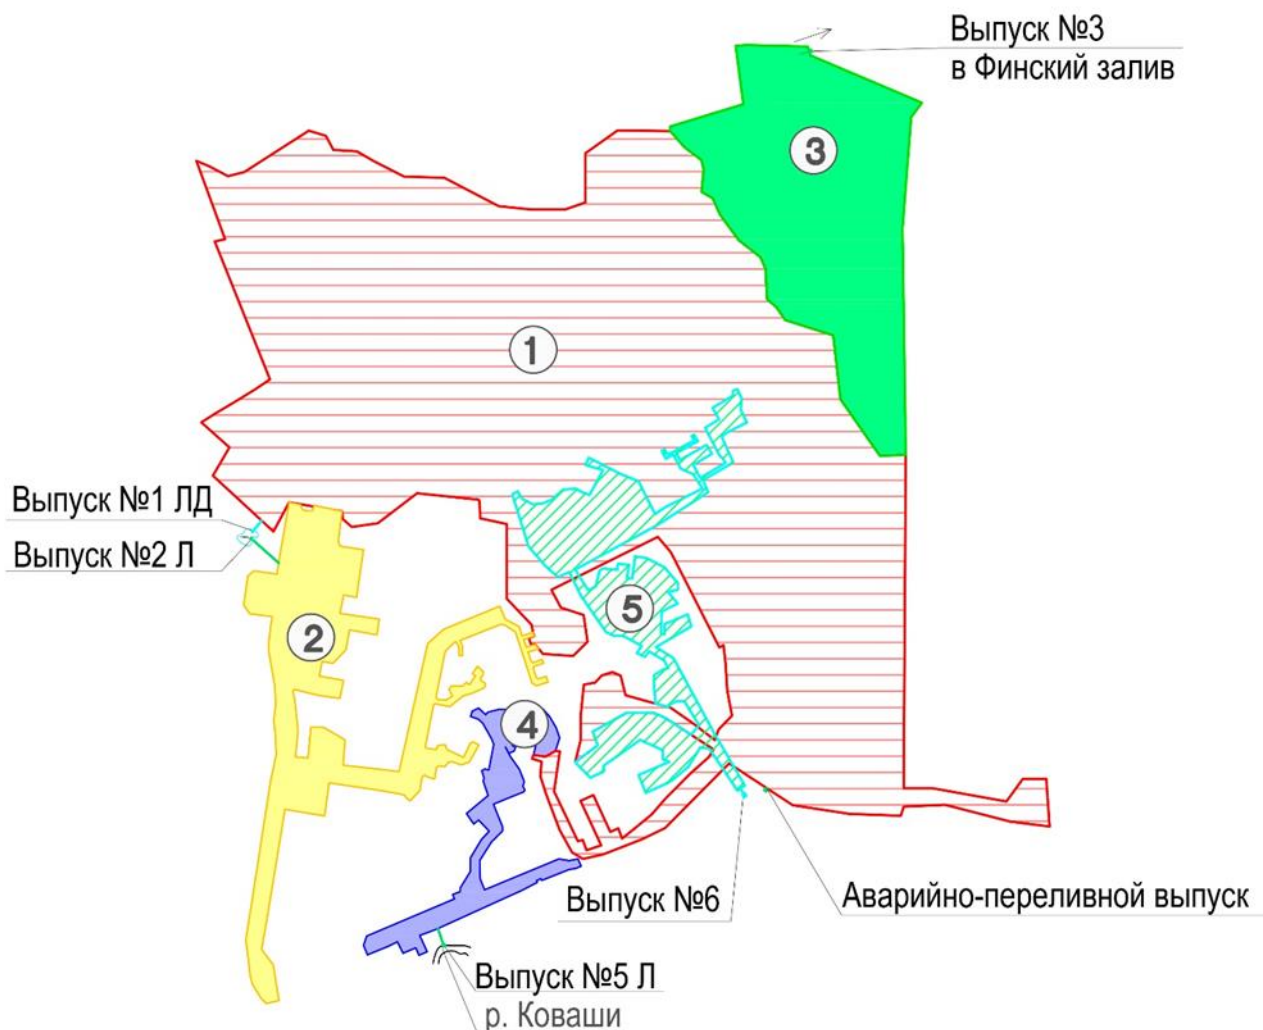 Выпуск №3
в Финский залив
3
1
Выпуск №1 ЛД
Выпуск №2 Л
5
2
4
Выпуск №6
Аварийно-переливной выпуск
Выпуск №5 Л
р. Коваши